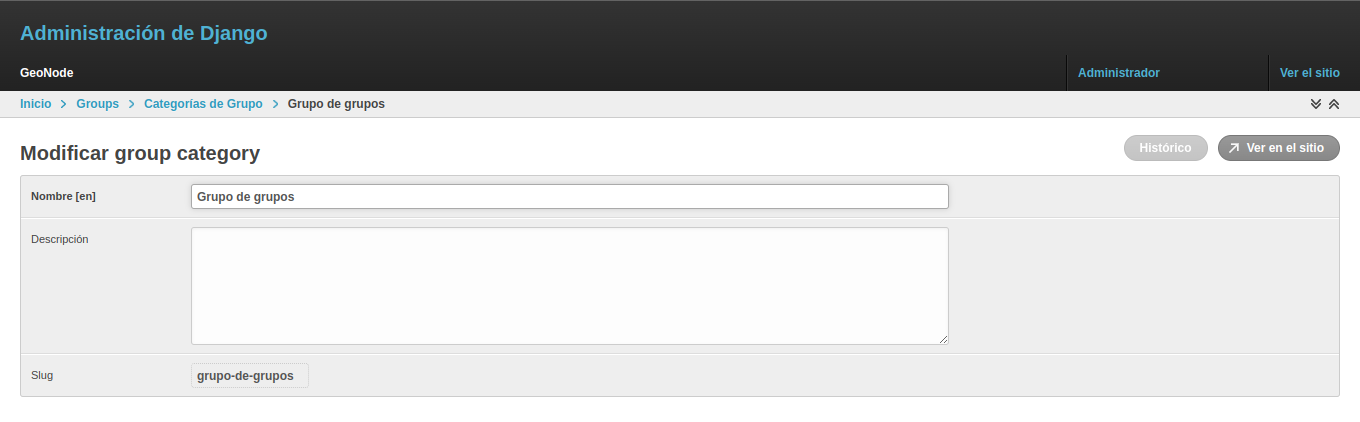 Administración de Django
GeoNode
Administrador
Ver el sitio
Inicio > Groups > Categorías de Grupo > Grupo de grupos
Modificar group category
Histórico
Ver en el sitio
Nombre [en]
Grupo de grupos
Descripción
Slug
grupo-de-grupos